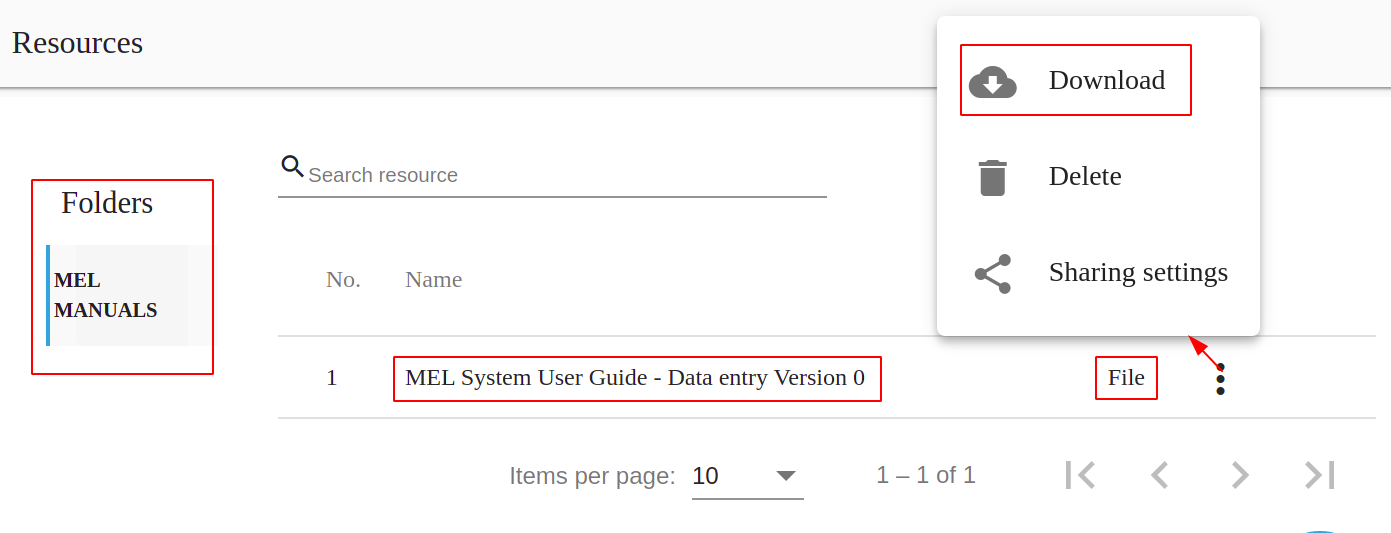 Resources
Download
Delete
Sharing settings
Folders
MEL
MANUALS
Search resource
No. Name
1 MEL System User Guide - Data entry Version 0 File
Items per page: 10 1 – 1 of 1